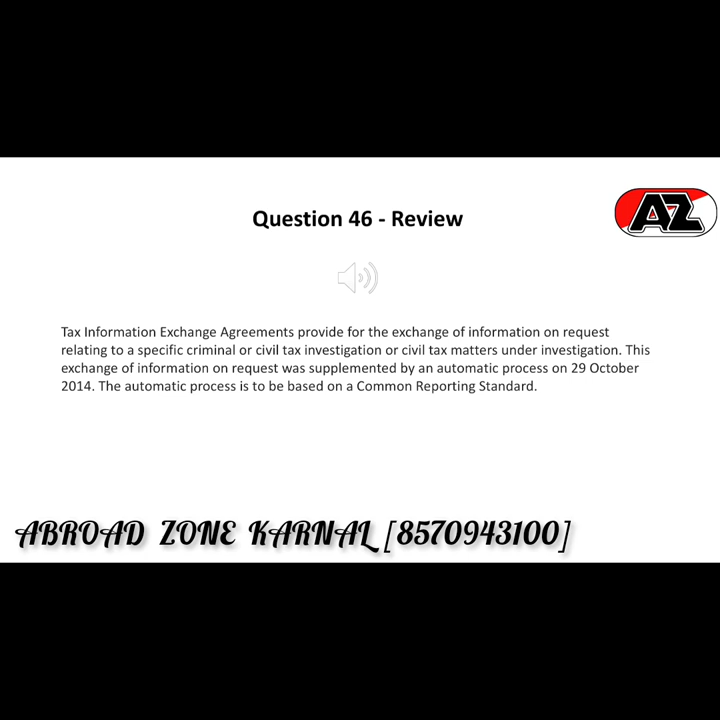 Question 46 - Review
AZ
Tax Information Exchange Agreements provide for the exchange of information on request
relating to a specific criminal or civil tax investigation or civil tax matters under investigation. This
exchange of information on request was supplemented by an automatic process on 29 October
2014. The automatic process is to be based on a Common Reporting Standard.
ABROAD ZONE KARNAL [8570943100]